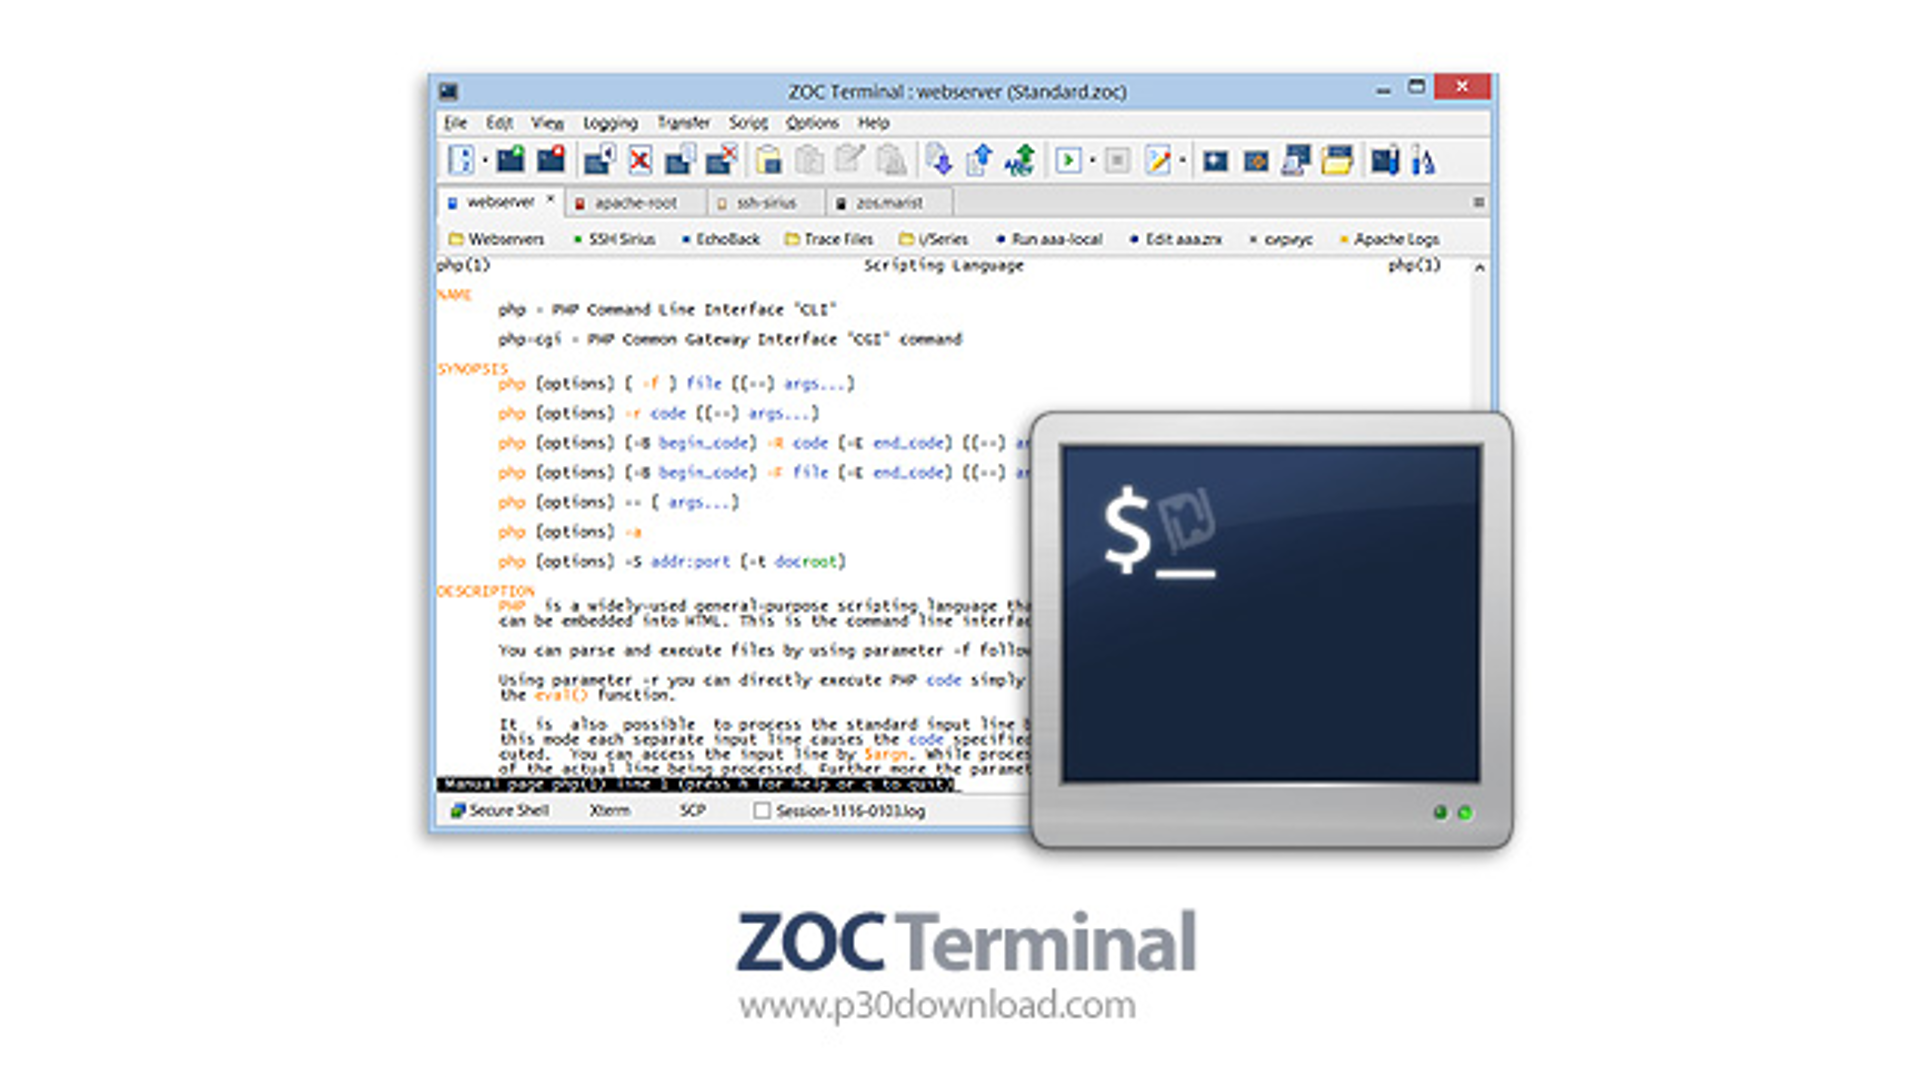 ZOC Terminal : webserver (Standard.zoc)
File Edit View Logging Transfer Script Options Help
webserver × apache-root ssh-sirius zos.marist
Webservers SSH Sirius EchoBack Trace Files i/Series Run aaa-local Edit aaa.zrx сириус Apache Logs
php(1) Scripting Language php(1)
NAME
php - PHP Command Line Interface "CLI"
php-cgi - PHP Common Gateway Interface "CGI" command
SYNOPSIS
php [options] [ -f ] file [[--] args...]
php [options] -r code [[--] args...]
php [options] [-B begin_code] -R code [-E end_code] [[--] ar
php [options] [-B begin_code] -F file [-E end_code] [[--] ar
php [options] -- [ args...]
php [options] -a
php [options] -S addr:port [-t docroot]
DESCRIPTION
PHP is a widely-used general-purpose scripting language tha
can be embedded into HTML. This is the command line interfac
You can parse and execute files by using parameter -f follow
Using parameter -r you can directly execute PHP code simply
the eval() function.
It is also possible to process the standard input line b
this mode each separate input line causes the code specified
cuted. You can access the input line by $argn. While proces
of the actual line being processed. Further more the paramet
Manual page php(1) line 1 (press h for help or q to quit)
Secure Shell Xterm SCP Session-1116-0103.log
$_
ZOC Terminal
www.p30download.com